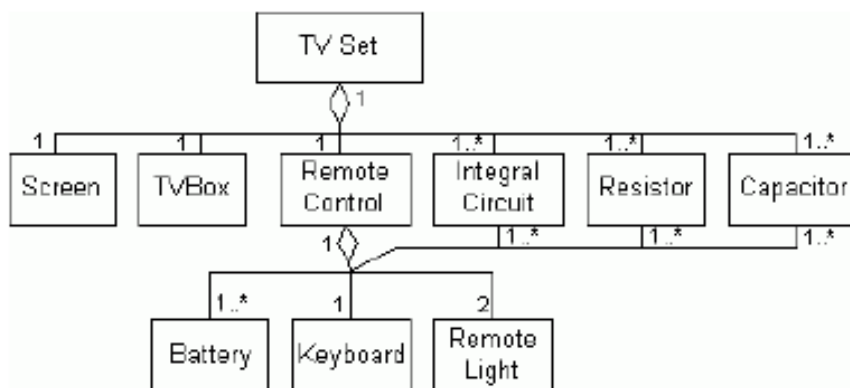 TV Set
1
1 1 1 1..* 1..* 1..*
Screen TVBox Remote Control Integral Circuit Resistor Capacitor
1 1..* 1..* 1..*
1..* 1 2
Battery Keyboard Remote Light